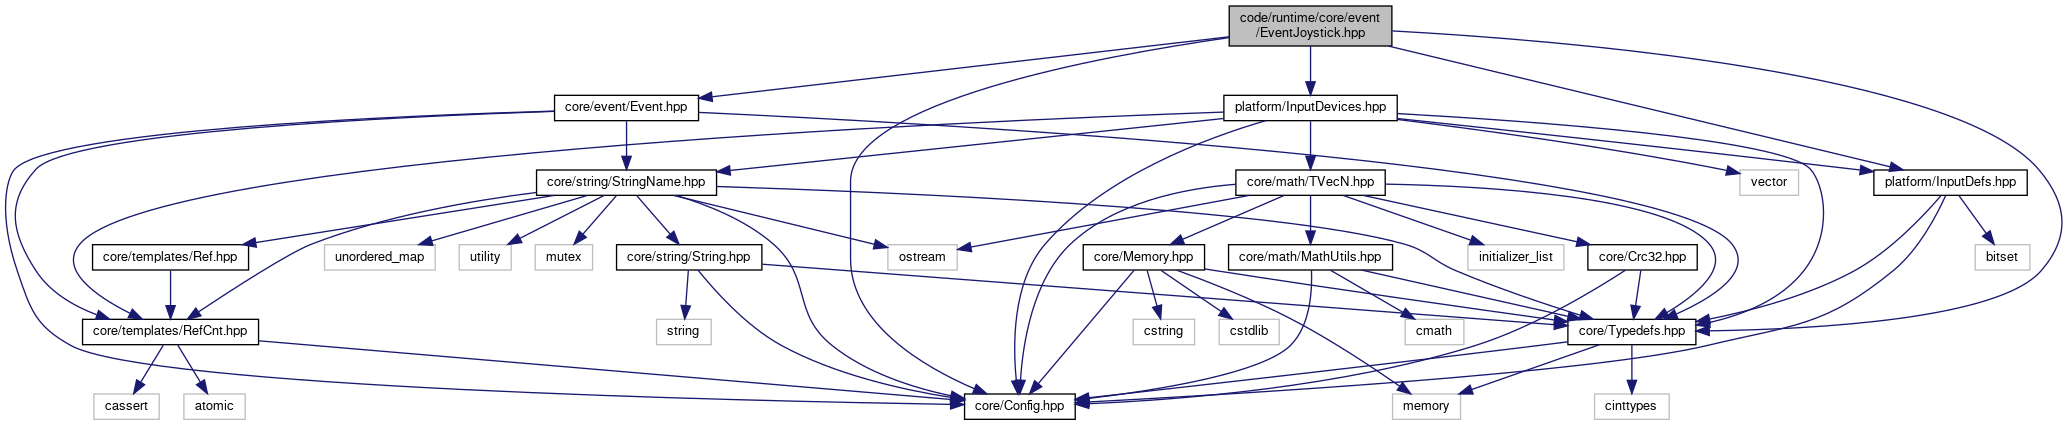 code/runtime/core/event
/EventJoystick.hpp
core/event/Event.hpp
platform/InputDevices.hpp
core/string/StringName.hpp
core/math/TVecN.hpp
vector
platform/InputDefs.hpp
core/templates/Ref.hpp
unordered_map
utility
mutex
core/string/String.hpp
ostream
core/Memory.hpp
core/math/MathUtils.hpp
initializer_list
core/Crc32.hpp
bitset
core/templates/RefCnt.hpp
string
cstring
cstdlib
cmath
core/Typedefs.hpp
cassert
atomic
core/Config.hpp
memory
cinttypes